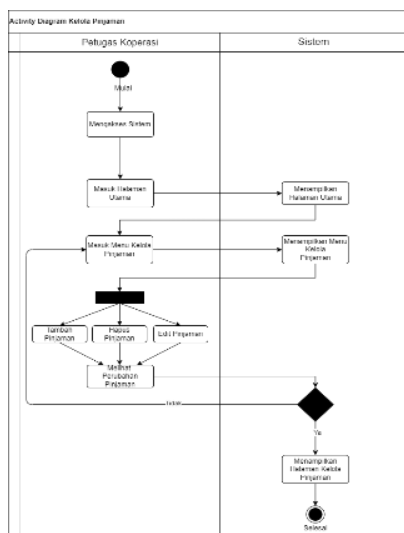 Activity Diagram Kelola Pinjaman
Petugas Koperasi
Sistem
Mulai
Mengakses Sistem
Masuk Halaman
Utama
Menampilkan
Halaman Utama
Masuk Menu Kelola
Pinjaman
Menampilkan Menu
Kelola
Pinjaman
Tambah
Pinjaman
Hapus
Pinjaman
Edit Pinjaman
Melihat
Perubahan
Pinjaman
Tidak
Ya
Menampilkan
Halaman Kelola
Pinjaman
Selesai